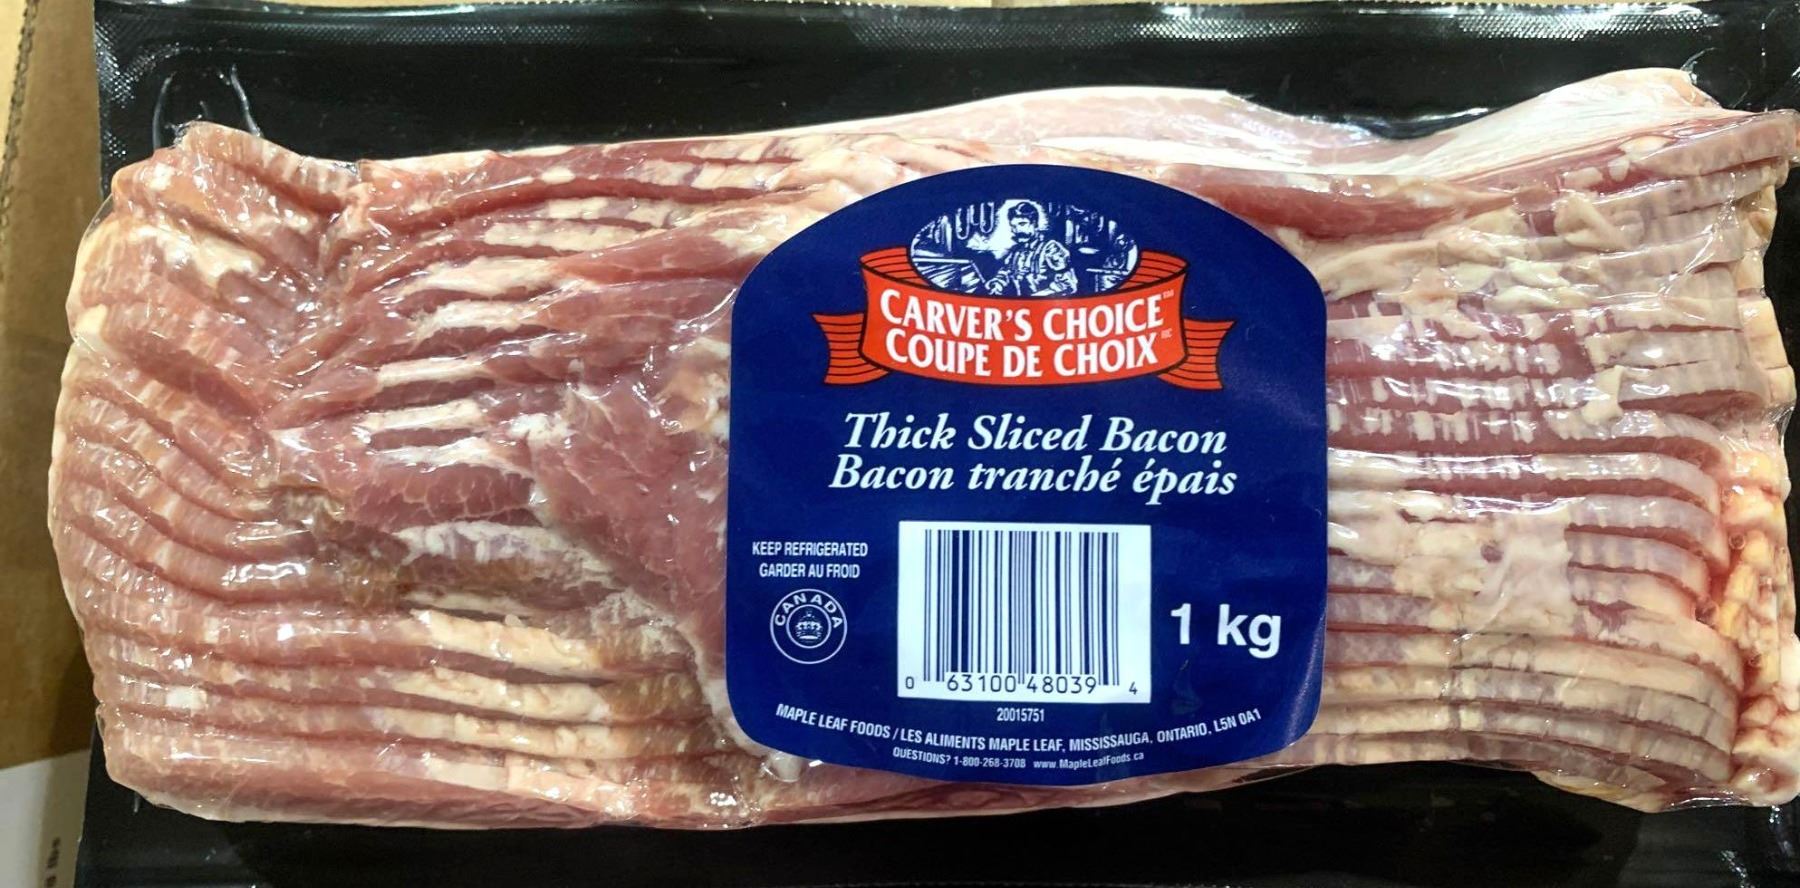 CARVER'S CHOICE™
COUPE DE CHOIX MC
Thick Sliced Bacon
Bacon tranché épais
KEEP REFRIGERATED
GARDER AU FROID
CANADA
1 kg
0 63100 48039 4
20015751
MAPLE LEAF FOODS / LES ALIMENTS MAPLE LEAF, MISSISSAUGA, ONTARIO, L5N 0A1
QUESTIONS? 1-800-268-3708 www.MapleLeafFoods.ca